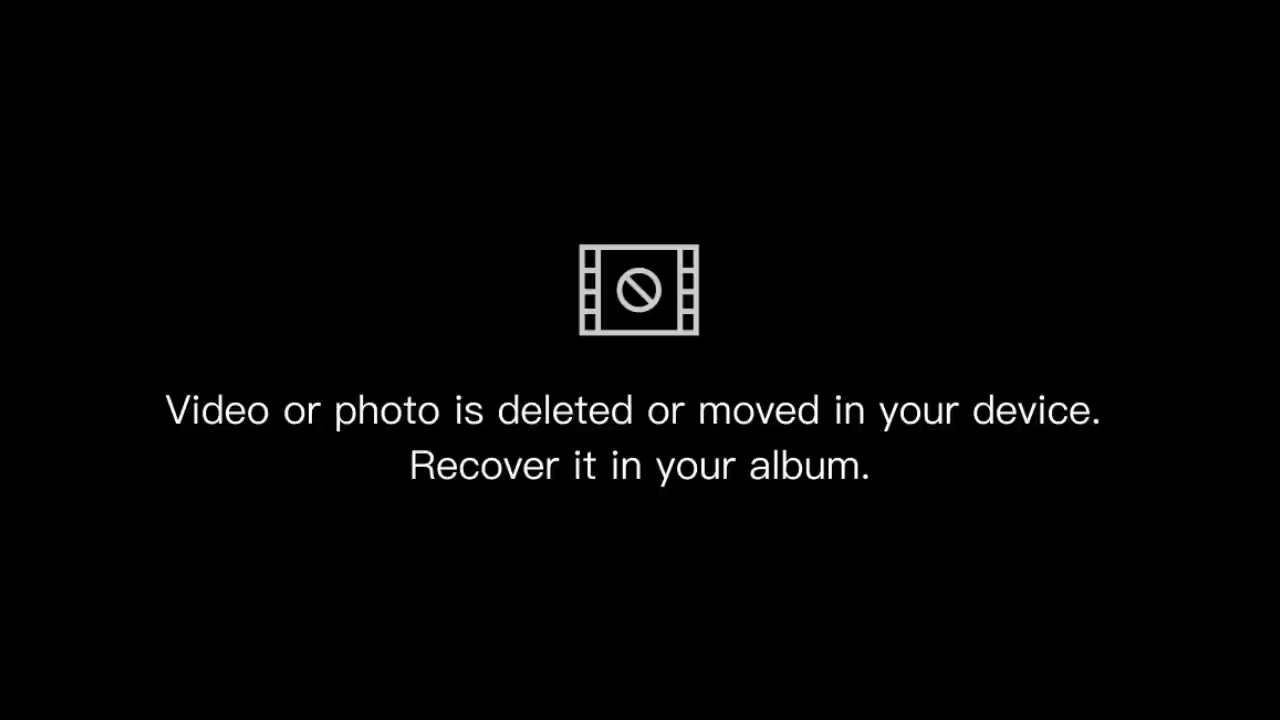 Video or photo is deleted or moved in your device.
Recover it in your album.